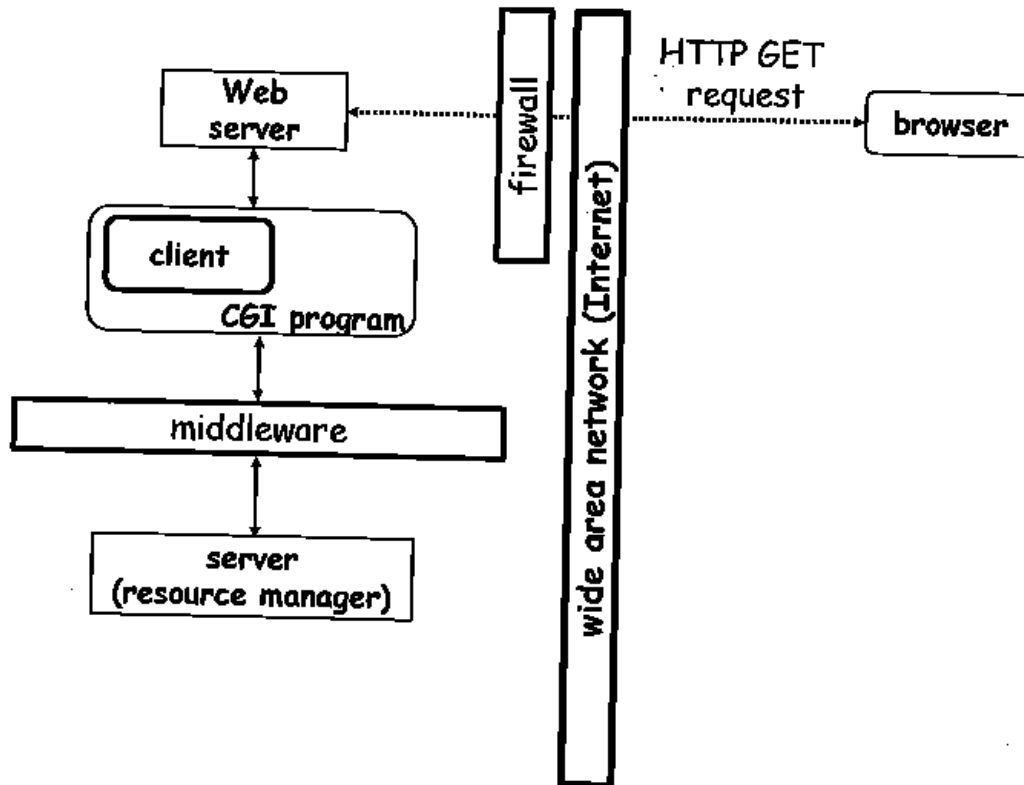 HTTP GET
request
Web
server
firewall
browser
wide area network (Internet)
client
CGI program
middleware
server
(resource manager)